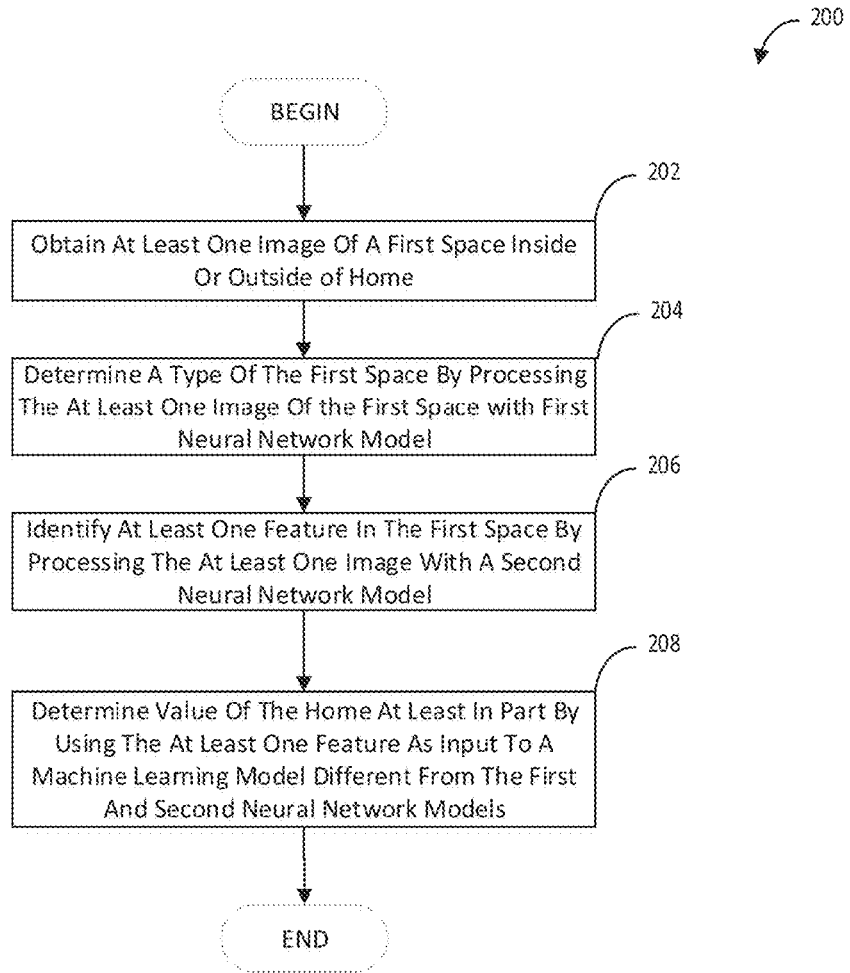 200
BEGIN
202
Obtain At Least One Image Of A First Space Inside
Or Outside of Home
204
Determine A Type Of The First Space By Processing
The At Least One Image Of the First Space with First
Neural Network Model
206
Identify At Least One Feature In The First Space By
Processing The At Least One Image With A Second
Neural Network Model
208
Determine Value Of The Home At Least In Part By
Using The At Least One Feature As Input To A
Machine Learning Model Different From The First
And Second Neural Network Models
END